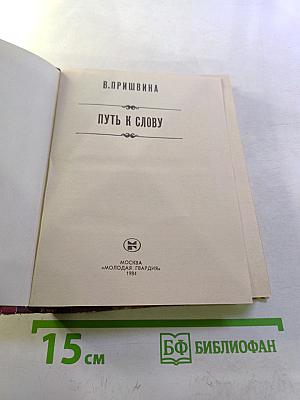 В.ПРИШВИНА
ПУТЬ К СЛОВУ
МОСКВА
«МОЛОДАЯ ГВАРДИЯ»
1984
15 см
БФ БИБЛИОФАН